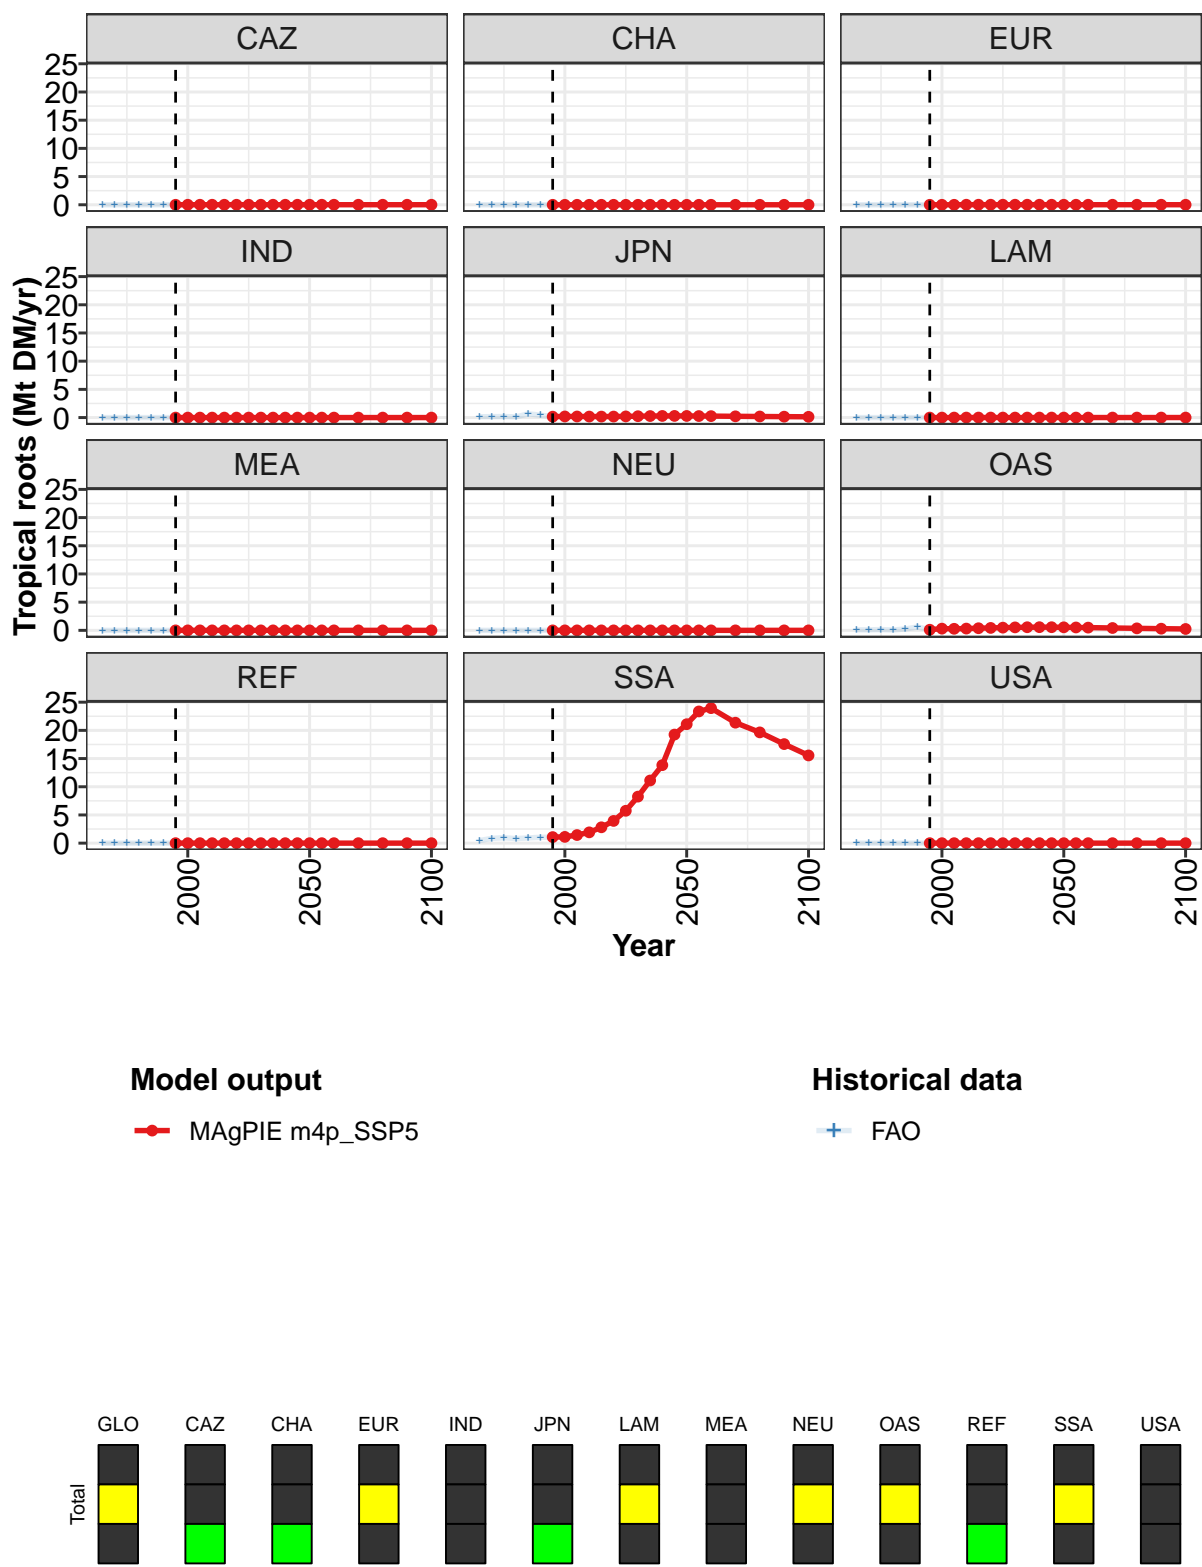 CAZ CHA EUR
25
20
15
10
5
0
IND JPN LAM
25
20
15
10
5
0
MEA NEU OAS
25
20
15
10
5
0
REF SSA USA
25
20
15
10
5
0
Tropical roots (Mt DM/yr)
2000 2050 2100 2000 2050 2100 2000 2050 2100
Year
Model output Historical data
MAgPIE m4p_SSP5 FAO
GLO CAZ CHA EUR IND JPN LAM MEA NEU OAS REF SSA USA
Total